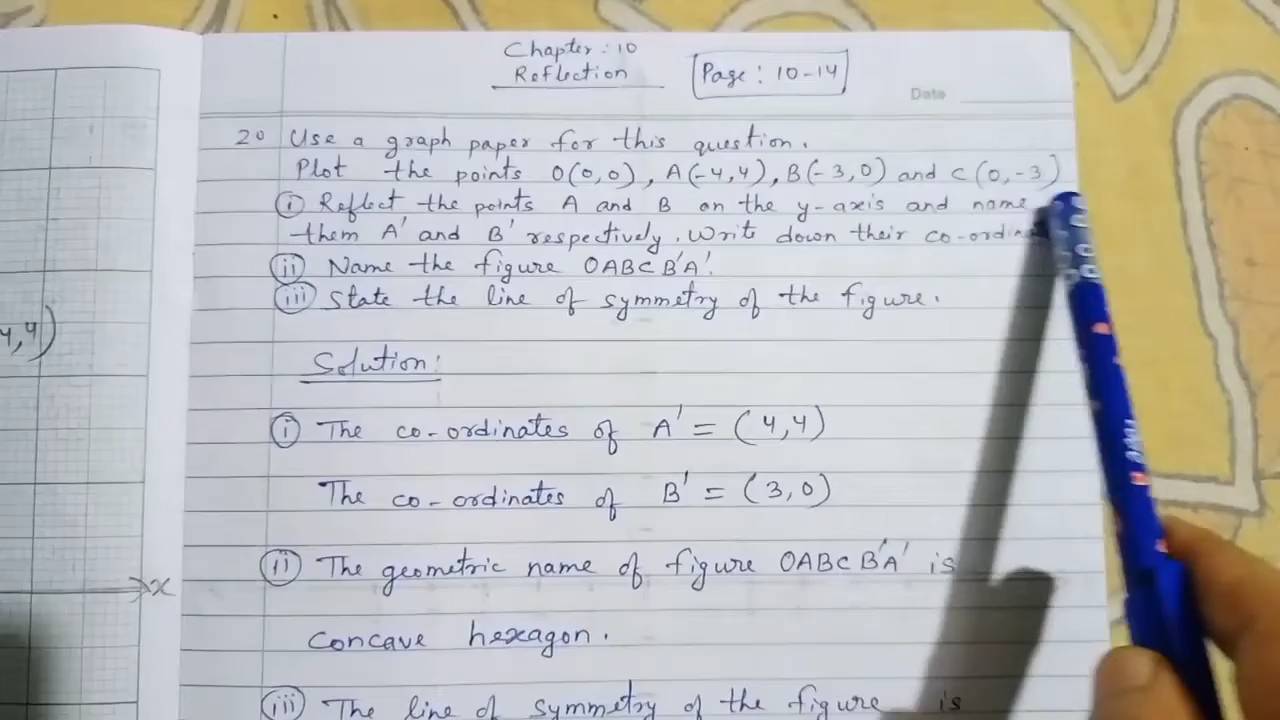 Chapter: 10
Reflection
Page: 10-14
Date
20 Use a graph paper for this question.
Plot the points O(0,0), A(-4,4), B(-3,0) and C(0,-3)
(i) Reflect the points A and B on the y-axis and name
them A' and B' respectively. Write down their co-ordin
(ii) Name the figure OABCB'A'.
(iii) State the line of symmetry of the figure.
4,4)
Solution:
(i) The co-ordinates of A' = (4,4)
The co-ordinates of B' = (3,0)
(ii) The geometric name of figure OABCB'A' is
x
concave hexagon.
(iii) The line of symmetry of the figure is